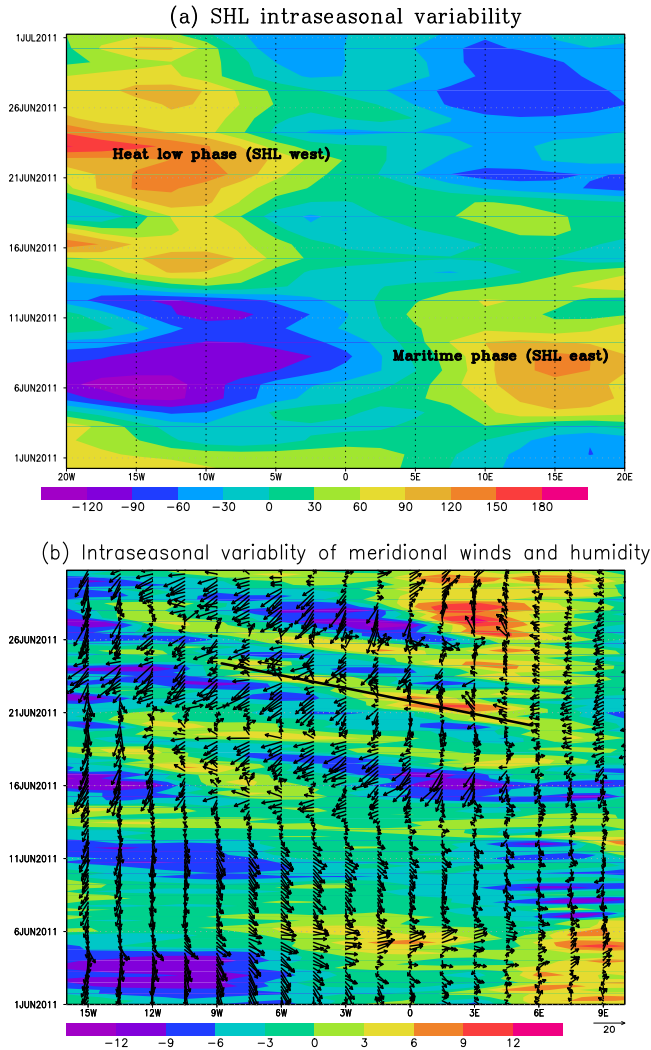 (a) SHL intraseasonal variability
1JUL2011
26JUN2011
Heat low phase (SHL west)
21JUN2011
16JUN2011
11JUN2011
Maritime phase (SHL east)
6JUN2011
1JUN2011
20W 15W 10W 5W 0 5E 10E 15E 20E
-120 -90 -60 -30 0 30 60 90 120 150 180
(b) Intraseasonal variablity of meridional winds and humidity
26JUN2011
21JUN2011
16JUN2011
11JUN2011
6JUN2011
1JUN2011
15W 12W 9W 6W 3W 0 3E 6E 9E
20
-12 -9 -6 -3 0 3 6 9 12